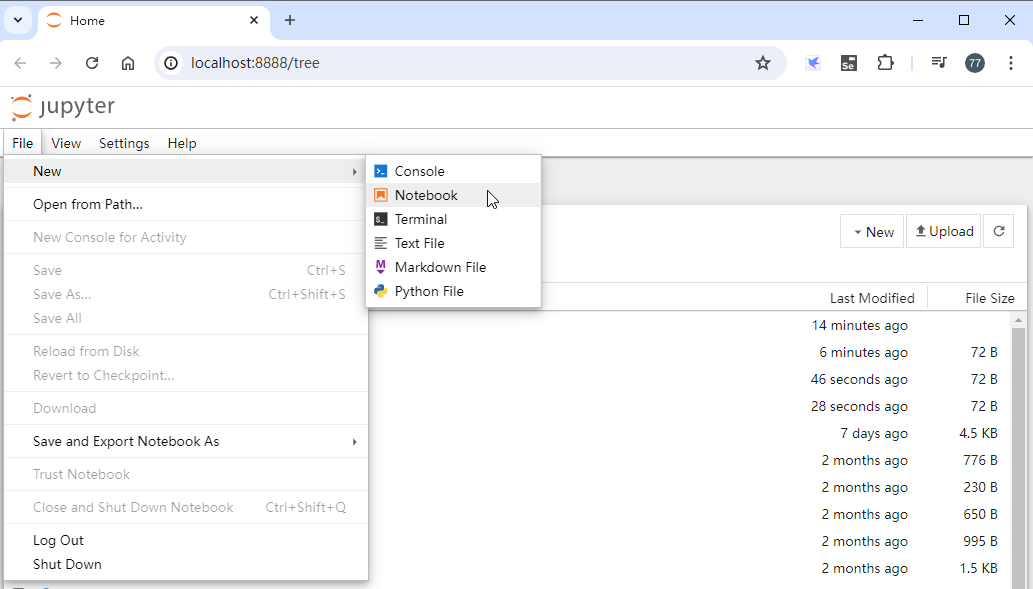 Home
localhost:8888/tree
Se
77
jupyter
File View Settings Help
New
Open from Path...
New Console for Activity
Save Ctrl+S
Save As... Ctrl+Shift+S
Save All
Reload from Disk
Revert to Checkpoint...
Download
Save and Export Notebook As
Trust Notebook
Close and Shut Down Notebook Ctrl+Shift+Q
Log Out
Shut Down
Console
Notebook
$_ Terminal
Text File
M Markdown File
Python File
New Upload
Last Modified File Size
14 minutes ago
6 minutes ago 72 B
46 seconds ago 72 B
28 seconds ago 72 B
7 days ago 4.5 KB
2 months ago 776 B
2 months ago 230 B
2 months ago 650 B
2 months ago 995 B
2 months ago 1.5 KB